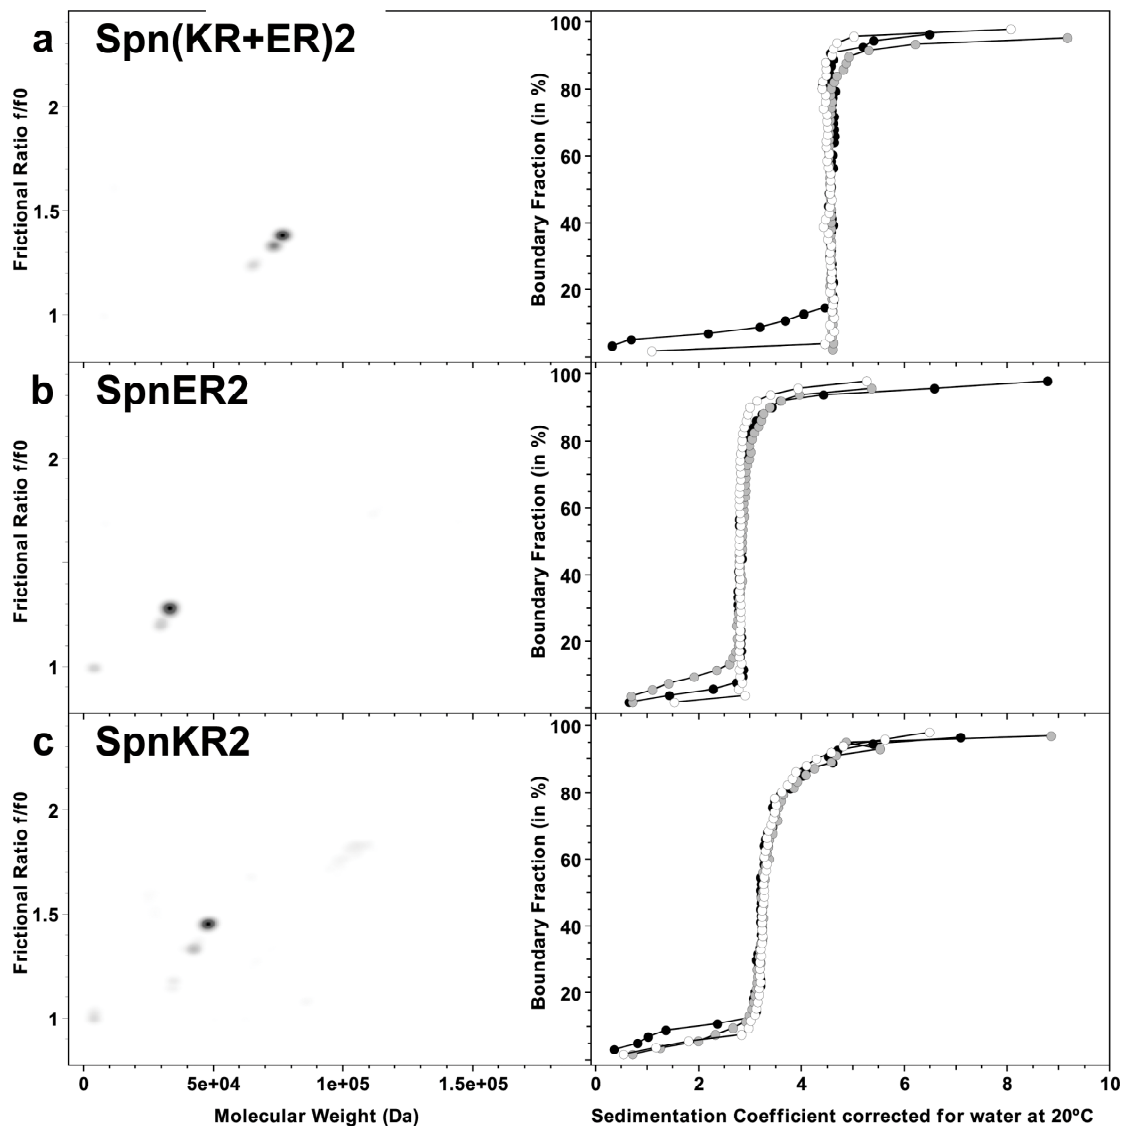 a Spn(KR+ER)2
Frictional Ratio f/f0
2
1.5
1
Boundary Fraction (in %)
100
80
60
40
20
b SpnER2
Frictional Ratio f/f0
2
1
Boundary Fraction (in %)
100
80
60
40
20
c SpnKR2
Frictional Ratio f/f0
2
1.5
1
Boundary Fraction (in %)
100
80
60
40
20
0 5e+04 1e+05 1.5e+05
0 2 4 6 8 10
Molecular Weight (Da)
Sedimentation Coefficient corrected for water at 20ºC